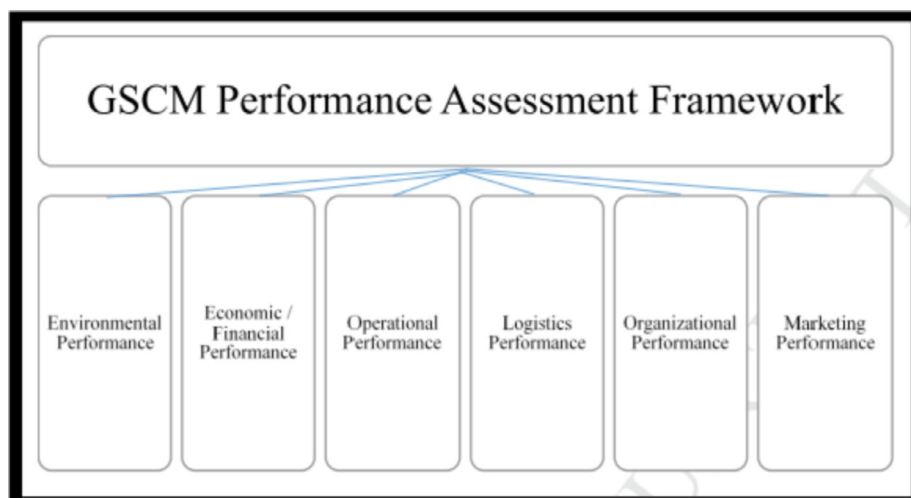 GSCM Performance Assessment Framework
Environmental
Performance
Economic /
Financial
Performance
Operational
Performance
Logistics
Performance
Organizational
Performance
Marketing
Performance